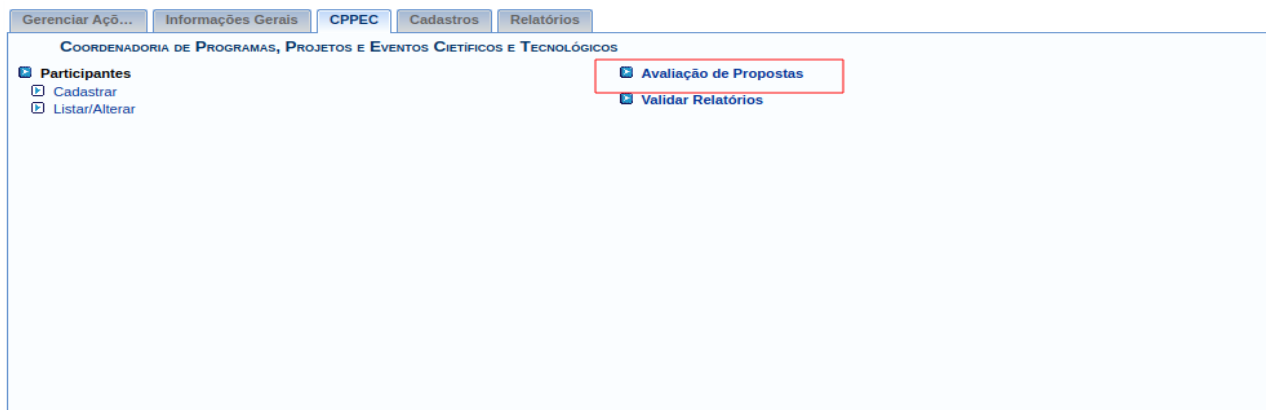 Gerenciar Açõ... Informações Gerais CPPEC Cadastros Relatórios
Coordenadoria de Programas, Projetos e Eventos Cietíficos e Tecnológicos
Participantes
Cadastrar
Listar/Alterar
Avaliação de Propostas
Validar Relatórios